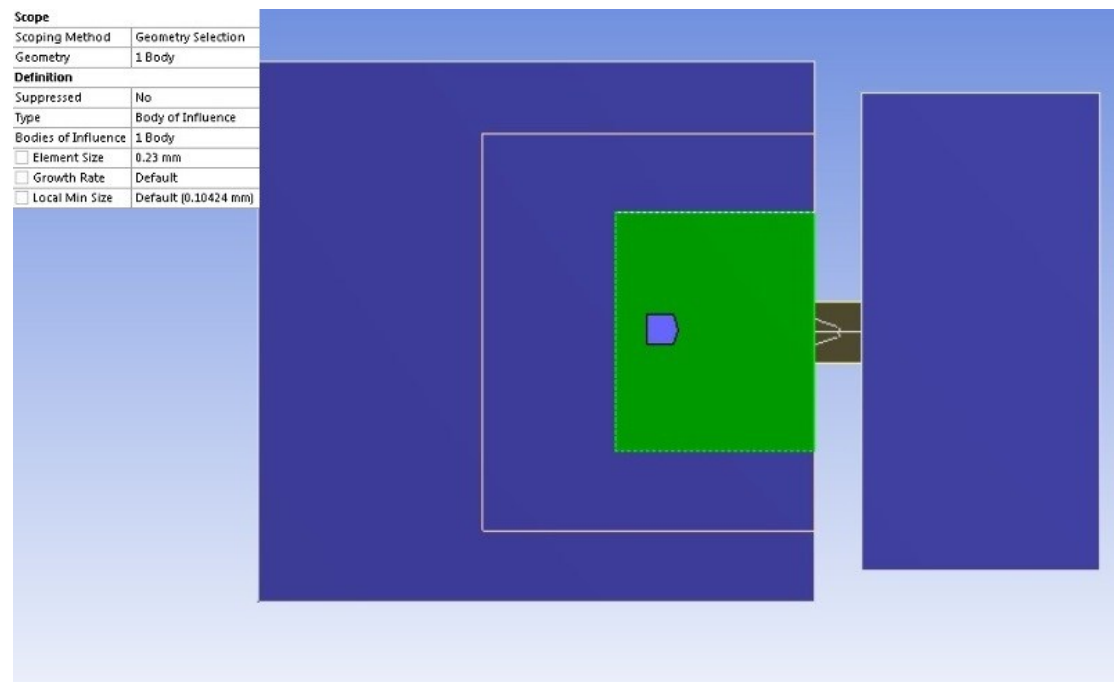 Scope
Scoping Method Geometry Selection
Geometry 1 Body
Definition
Suppressed No
Type Body of Influence
Bodies of Influence 1 Body
Element Size 0.23 mm
Growth Rate Default
Local Min Size Default (0.10424 mm)